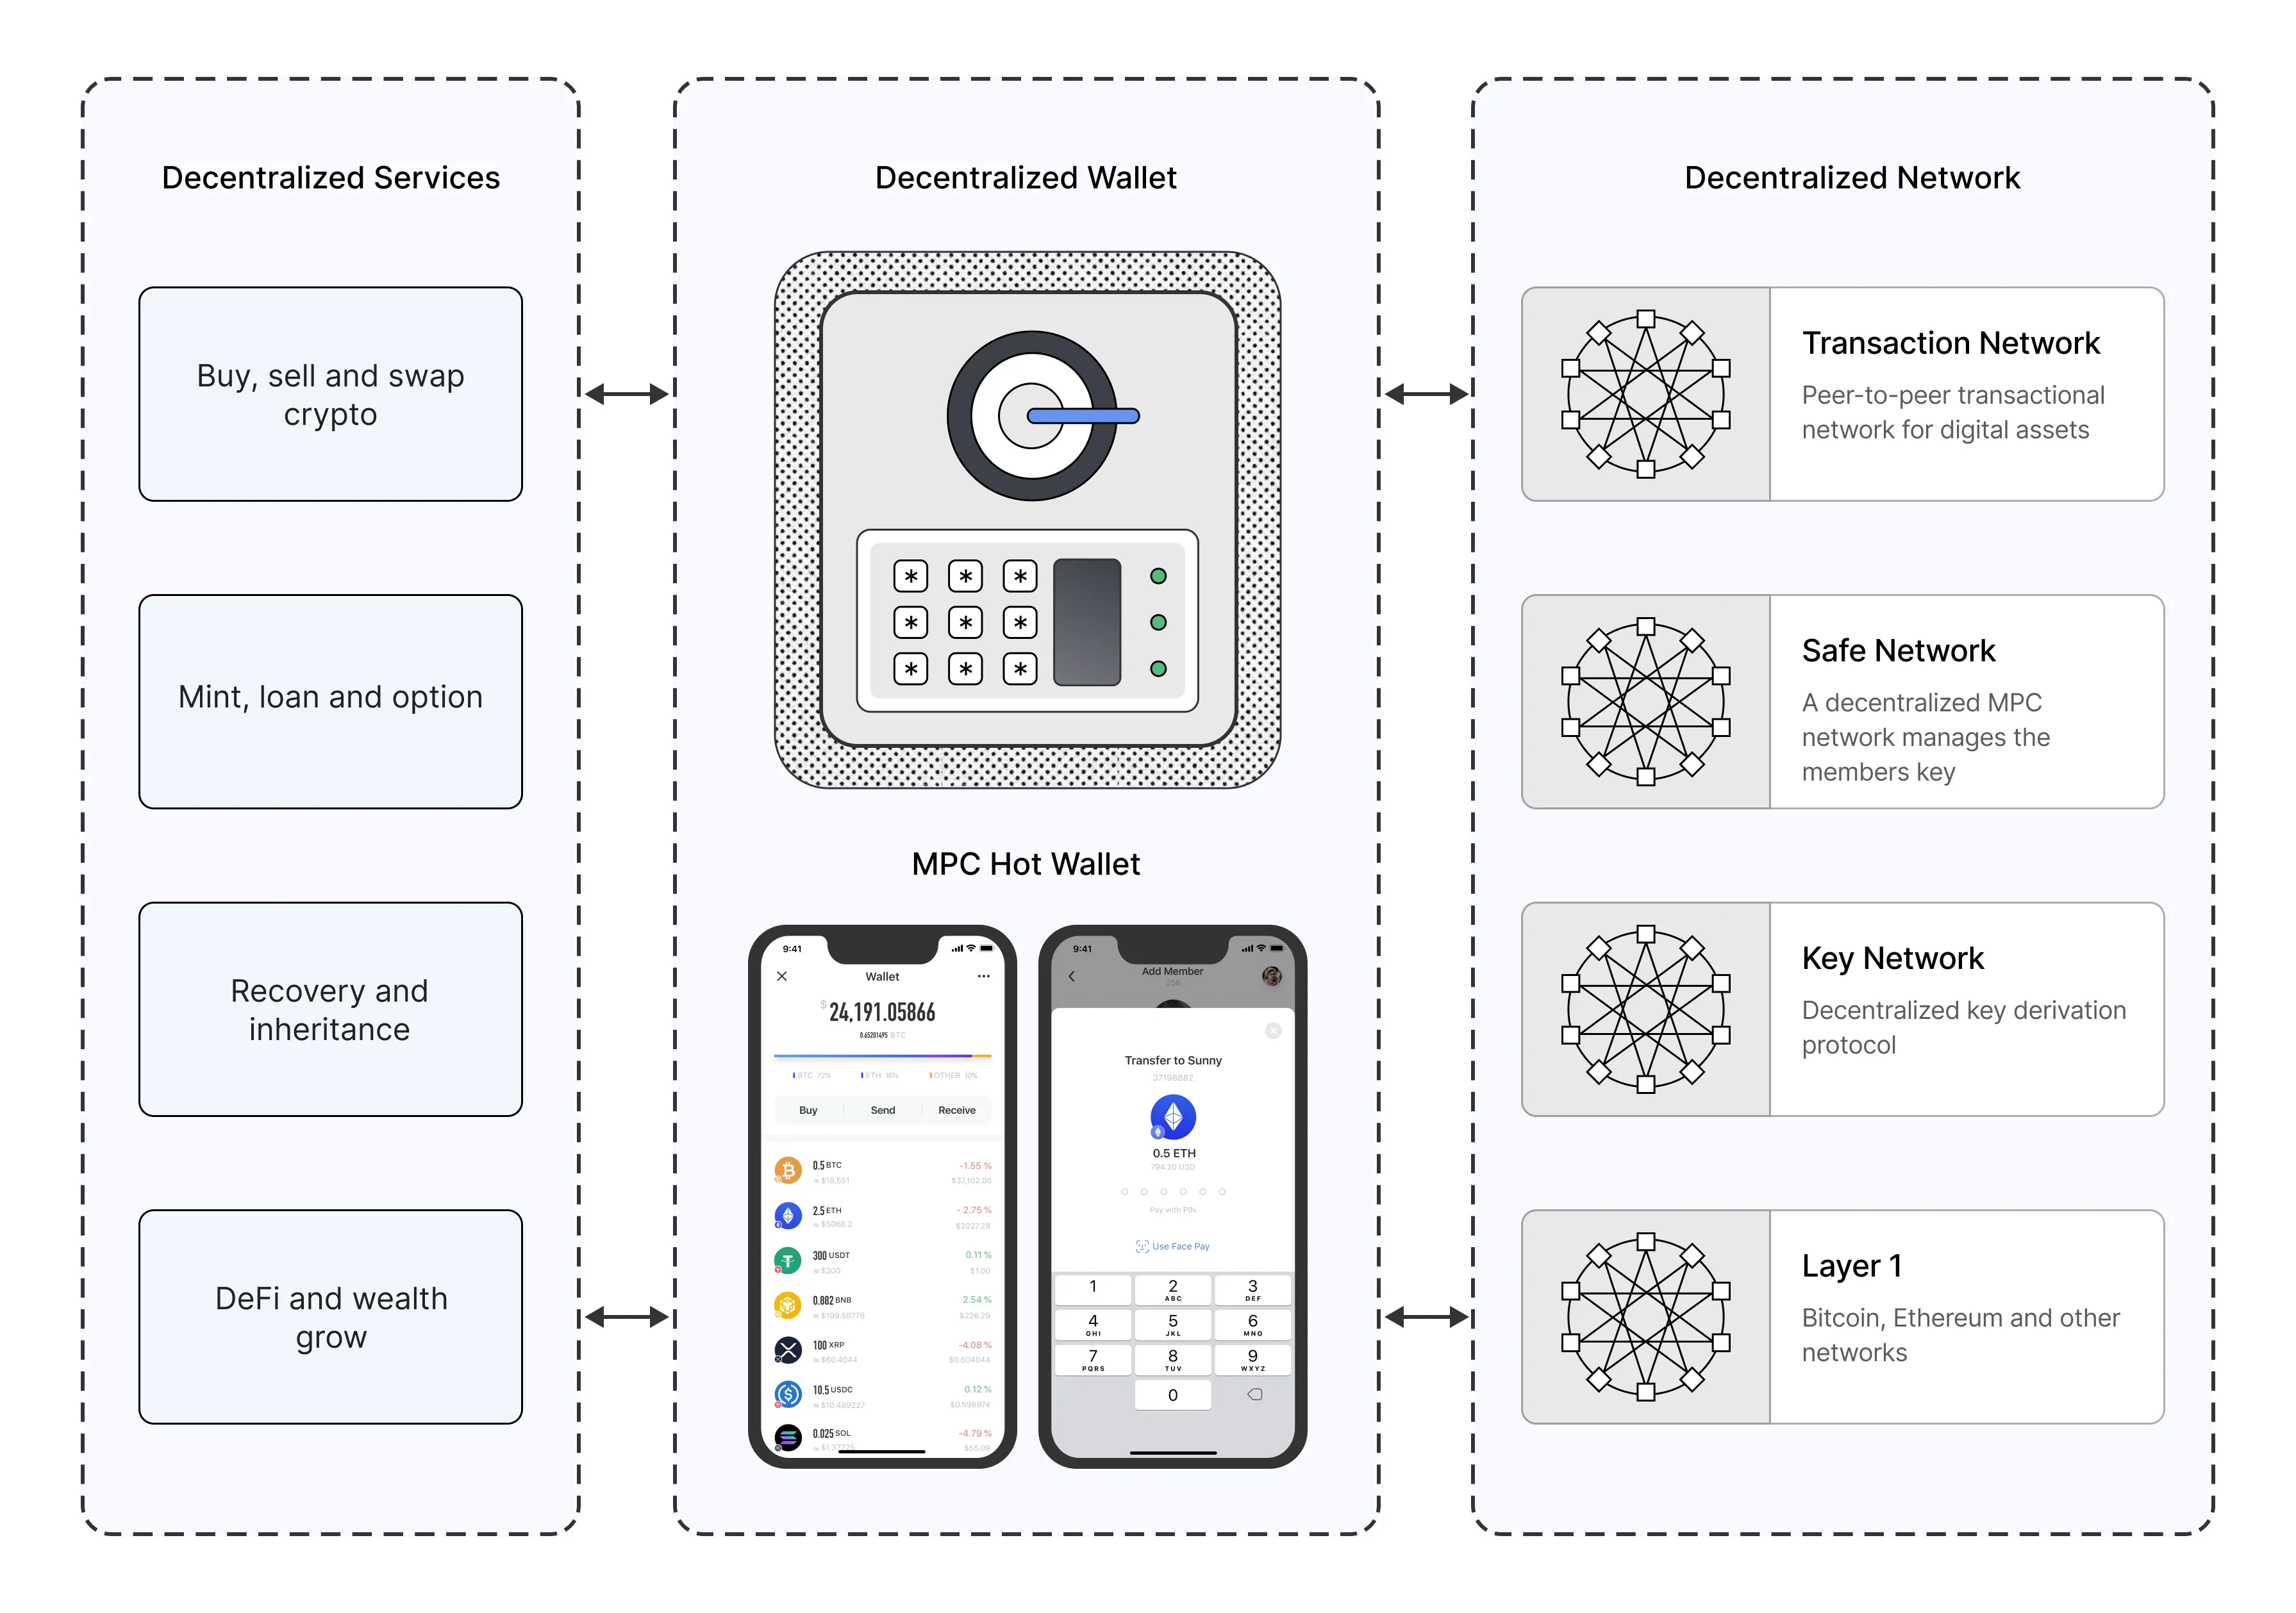 Decentralized Services
Buy, sell and swap
crypto
Mint, loan and option
Recovery and
inheritance
DeFi and wealth
grow
Decentralized Wallet
* * *
* * *
* * *
MPC Hot Wallet
9:41
Wallet
$ 24,191.05866
0.65201495 BTC
BTC 72% ETH 16% OTHER 10%
Buy Send Receive
0.5 BTC -1.55 %
≈ $18,551 $37,102.00
2.5 ETH - 2.75 %
≈ $5068.2 $2027.28
300 USDT 0.11 %
≈ $300 $1.00
0.882 BNB 2.54 %
≈ $199.58778 $226.29
100 XRP -4.08 %
≈ $60.4044 $0.604044
10.5 USDC 0.12 %
≈ $10.489227 $0.998974
0.025 SOL -4.79 %
≈ $1.37725 $55.09
9:41
Add Member
256
Transfer to Sunny
37198882
0.5 ETH
794.20 USD
Pay with PIN
Use Face Pay
1 2 3
ABC DEF
4 5 6
GHI JKL MNO
7 8 9
PQRS TUV WXYZ
0
Decentralized Network
Transaction Network
Peer-to-peer transactional
network for digital assets
Safe Network
A decentralized MPC
network manages the
members key
Key Network
Decentralized key derivation
protocol
Layer 1
Bitcoin, Ethereum and other
networks